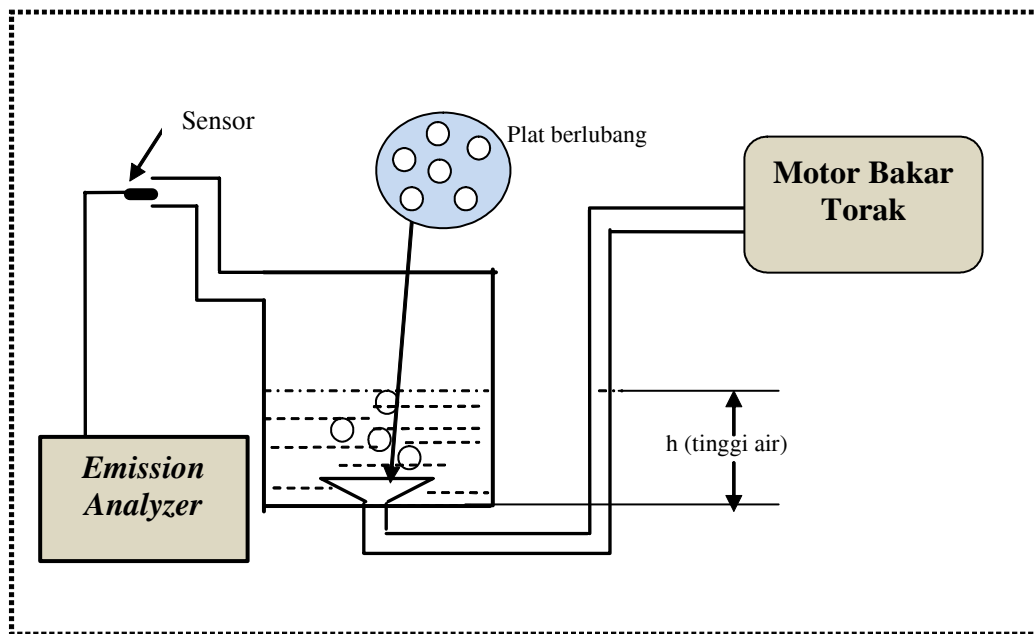 Sensor
Plat berlubang
Motor Bakar
Torak
h (tinggi air)
Emission
Analyzer